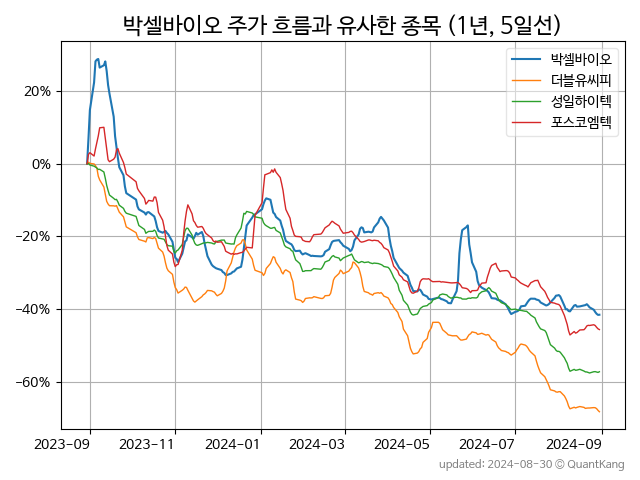 박셀바이오 주가 흐름과 유사한 종목 (1년, 5일선)
박셀바이오
더블유씨피
성일하이텍
포스코엠텍
20%
0%
−20%
−40%
−60%
2023-09 2023-11 2024-01 2024-03 2024-05 2024-07 2024-09
updated: 2024-08-30 © QuantKang